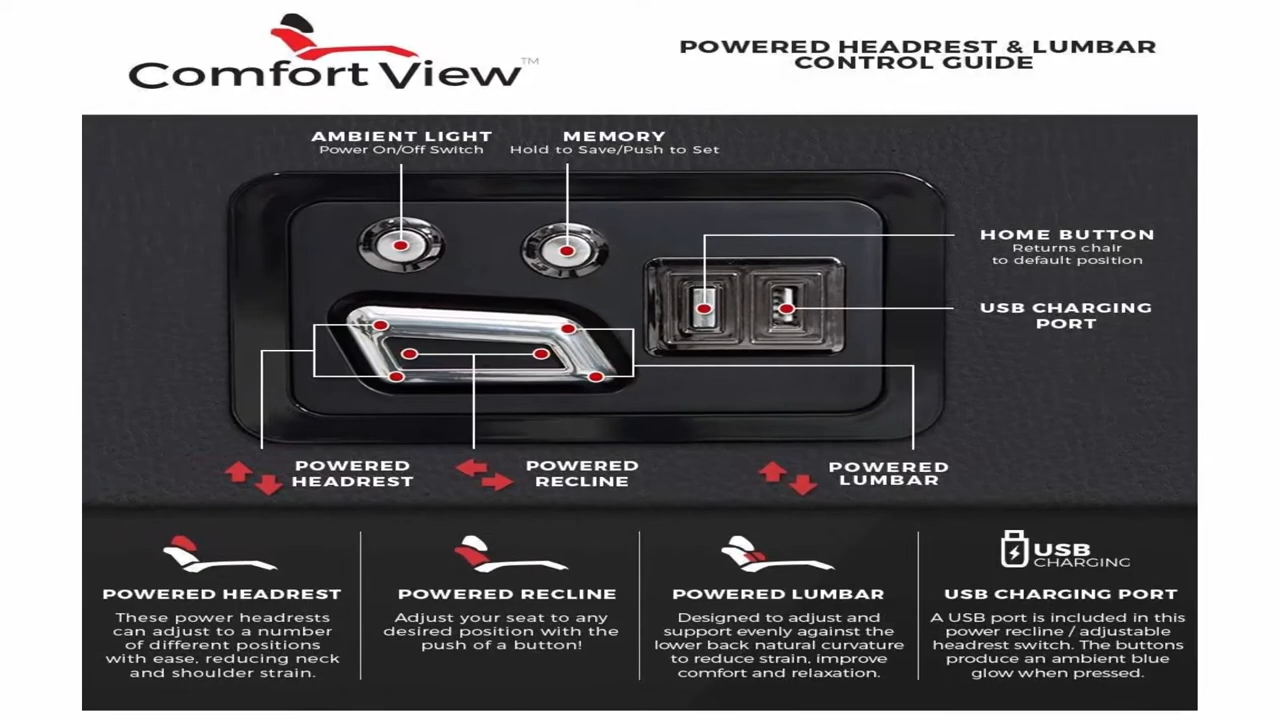 Comfort View™
POWERED HEADREST & LUMBAR
CONTROL GUIDE
AMBIENT LIGHT
Power On/Off Switch
MEMORY
Hold to Save/Push to Set
HOME BUTTON
Returns chair
to default position
USB CHARGING
PORT
POWERED
HEADREST
POWERED
RECLINE
POWERED
LUMBAR
POWERED HEADREST
These power headrests
can adjust to a number
of different positions
with ease, reducing neck
and shoulder strain.
POWERED RECLINE
Adjust your seat to any
desired position with the
push of a button!
POWERED LUMBAR
Designed to adjust and
support evenly against the
lower back natural curvature
to reduce strain, improve
comfort and relaxation.
USB
CHARGING
USB CHARGING PORT
A USB port is included in this
power recline / adjustable
headrest switch. The buttons
produce an ambient blue
glow when pressed.